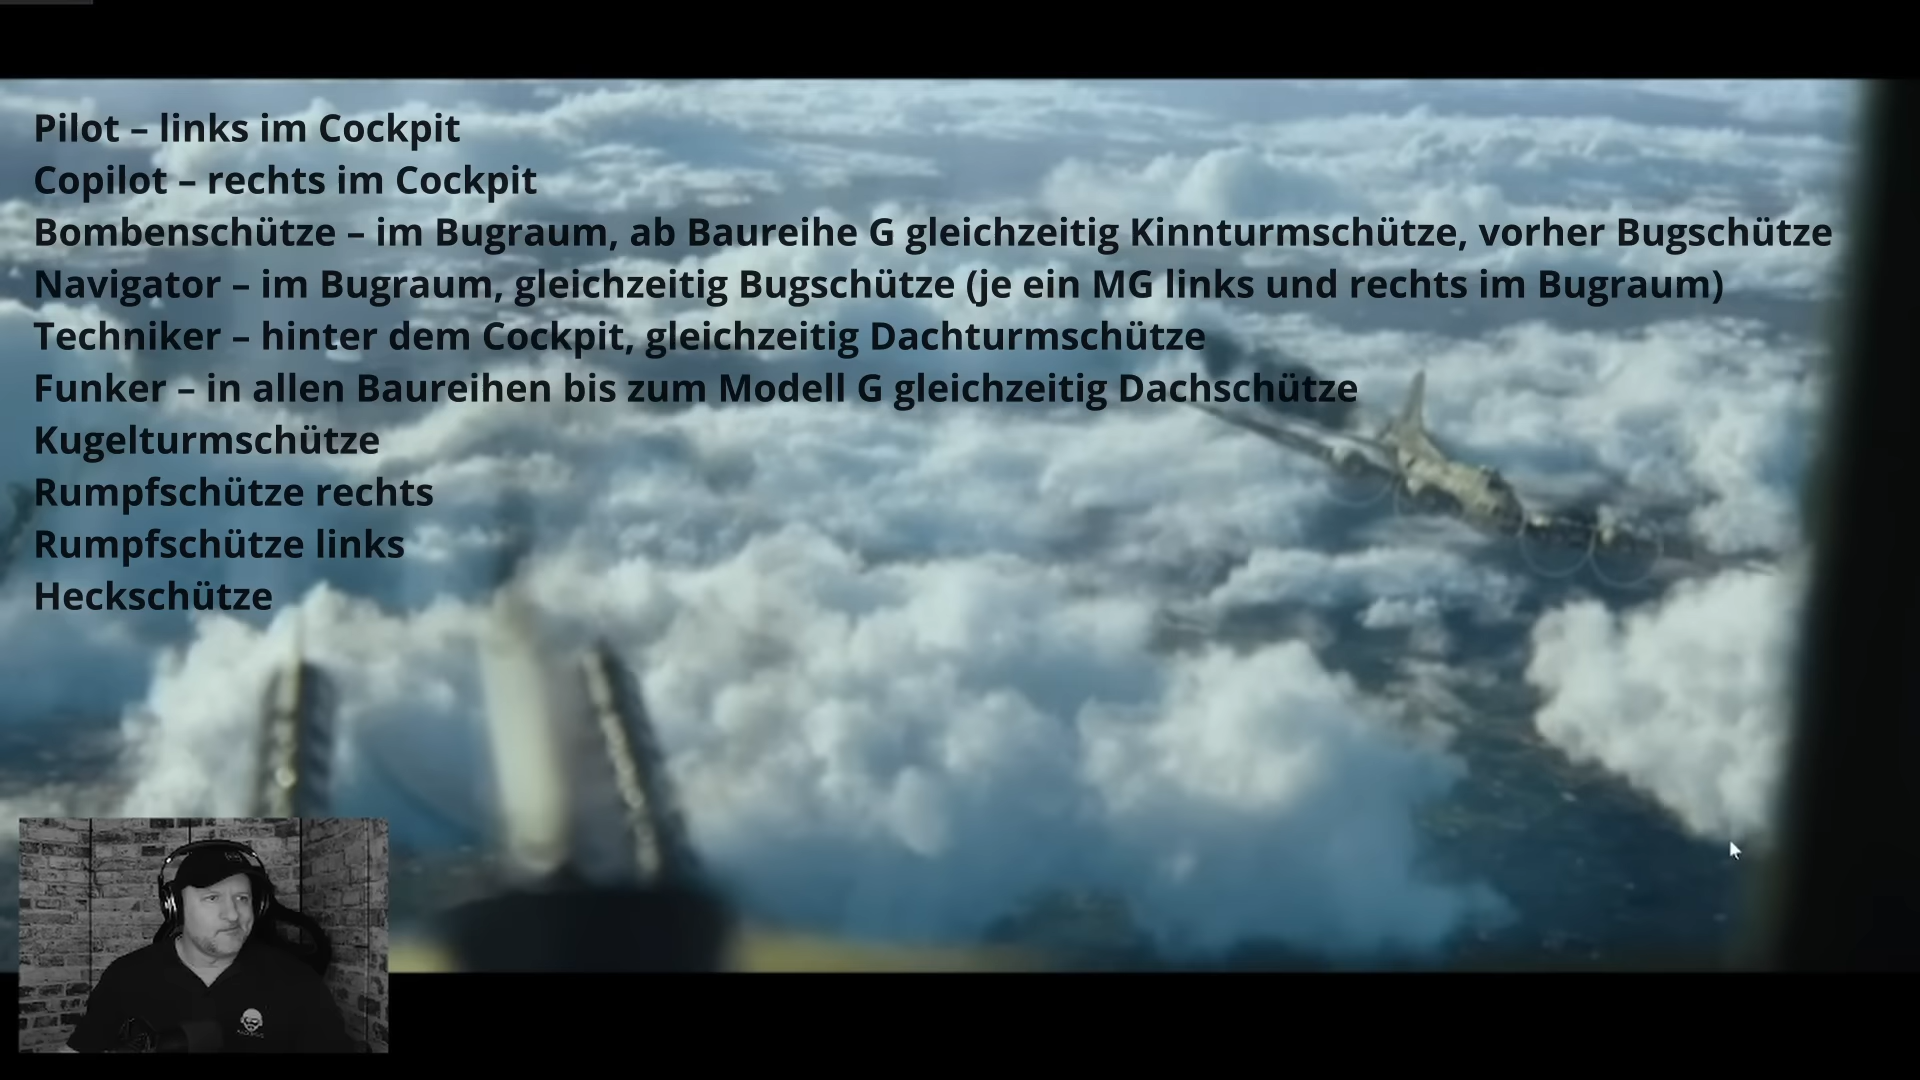 Pilot – links im Cockpit
Copilot – rechts im Cockpit
Bombenschütze – im Bugraum, ab Baureihe G gleichzeitig Kinnturmschütze, vorher Bugschütze
Navigator – im Bugraum, gleichzeitig Bugschütze (je ein MG links und rechts im Bugraum)
Techniker – hinter dem Cockpit, gleichzeitig Dachturmschütze
Funker – in allen Baureihen bis zum Modell G gleichzeitig Dachschütze
Kugelturmschütze
Rumpfschütze rechts
Rumpfschütze links
Heckschütze